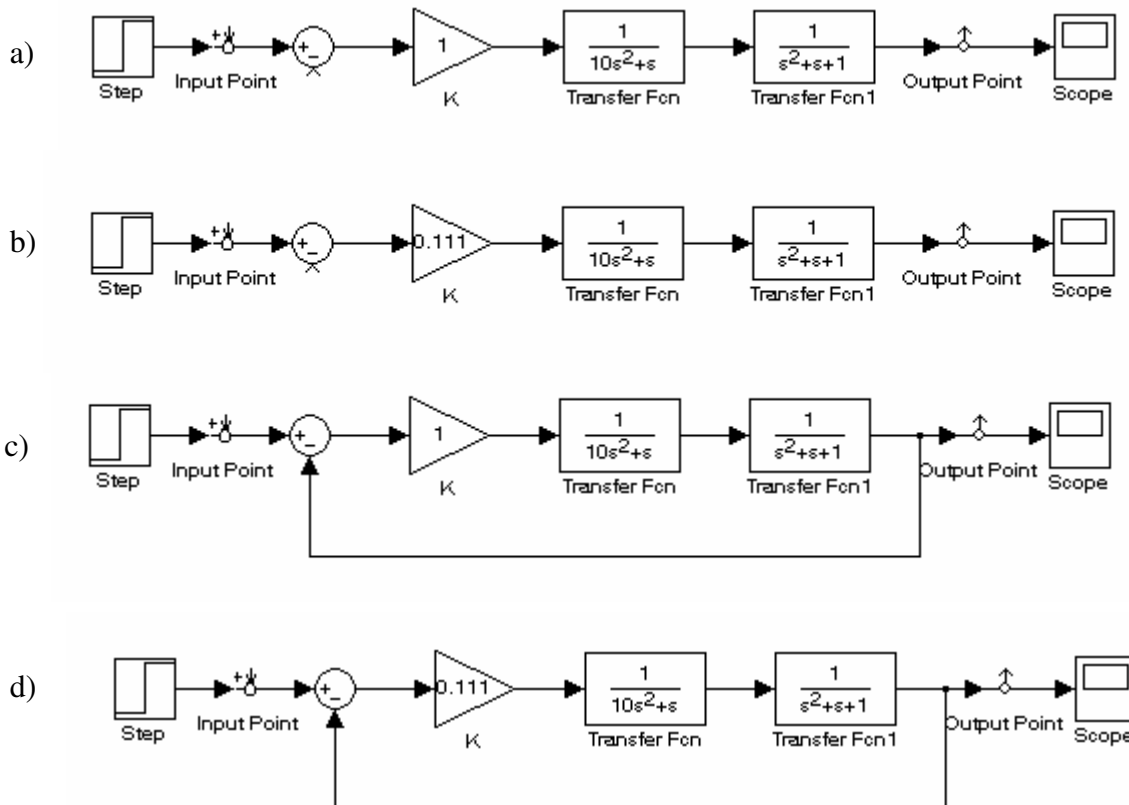 a)
1
1
10s²+s
1
s²+s+1
Step
Input Point
K
Transfer Fcn
Transfer Fcn1
Output Point
Scope
b)
0.111
1
10s²+s
1
s²+s+1
Step
Input Point
K
Transfer Fcn
Transfer Fcn1
Output Point
Scope
c)
1
1
10s²+s
1
s²+s+1
Step
Input Point
K
Transfer Fcn
Transfer Fcn1
Output Point
Scope
d)
0.111
1
10s²+s
1
s²+s+1
Step
Input Point
K
Transfer Fcn
Transfer Fcn1
Output Point
Scope